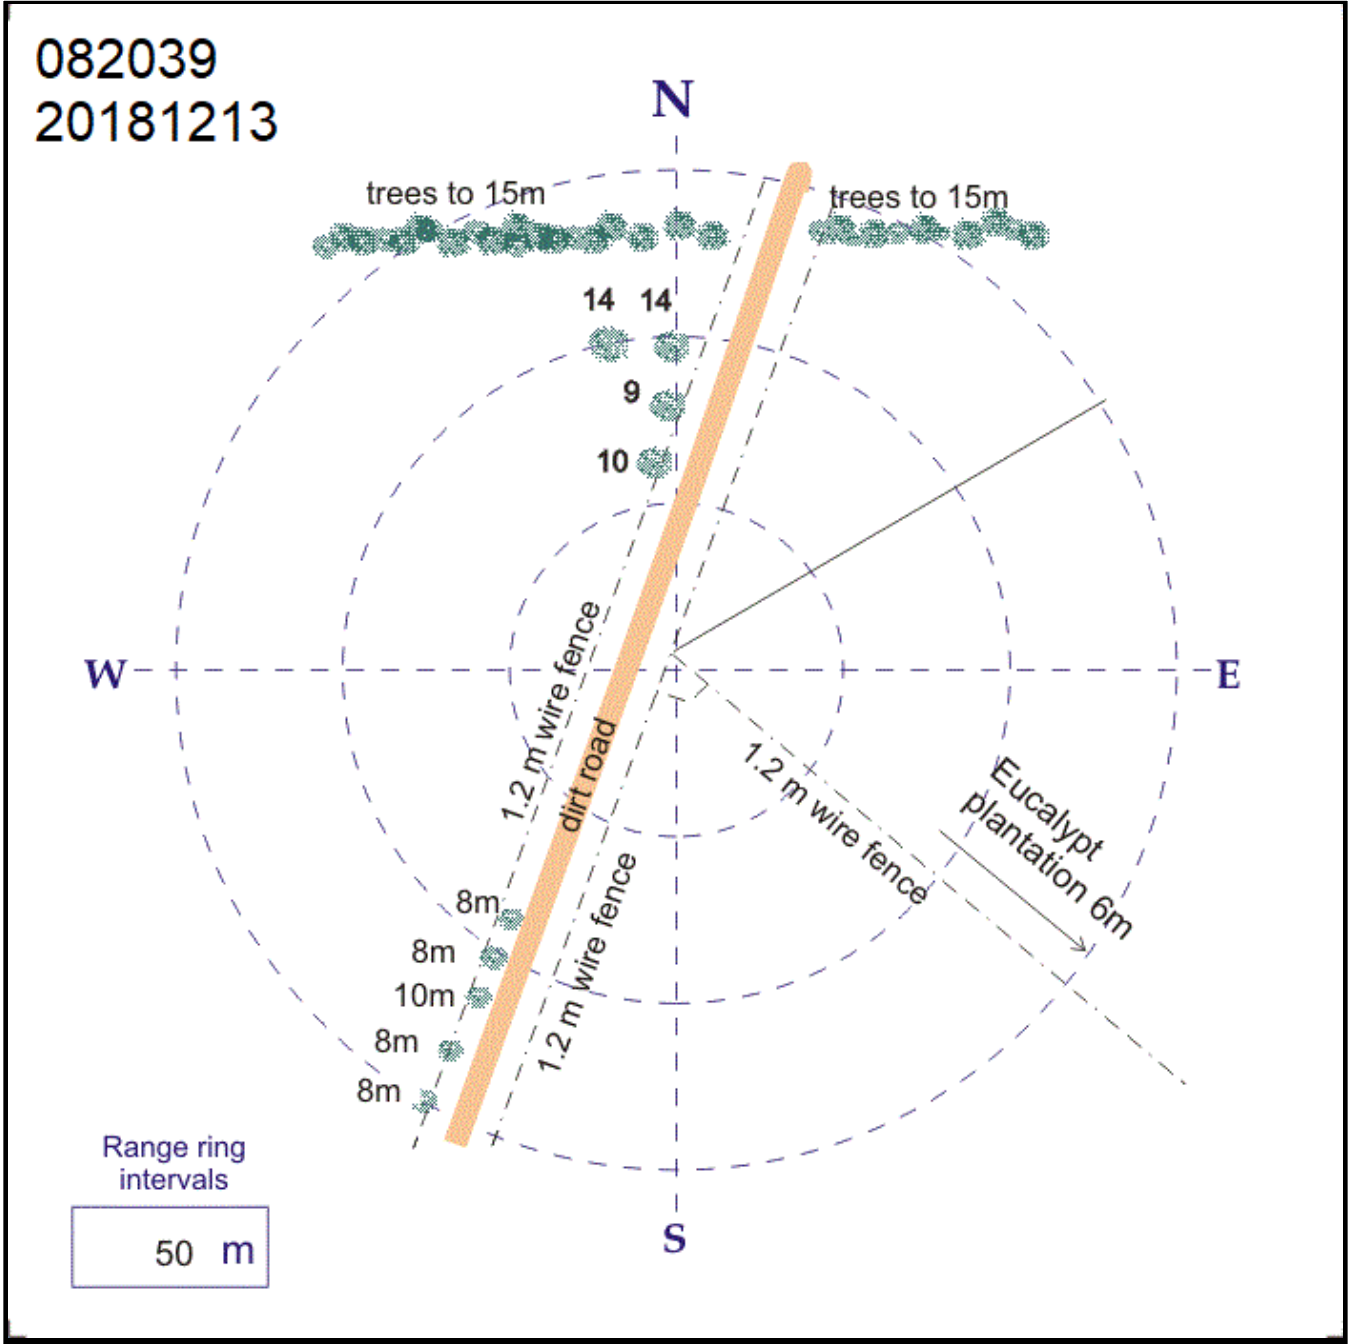 082039
20181213
N
trees to 15m
trees to 15m
14 14
9
10
W
E
1.2 m wire fence
dirt road
1.2 m wire fence
1.2 m wire fence
Eucalypt
plantation 6m
8m
8m
10m
8m
8m
Range ring
intervals
50 m
S